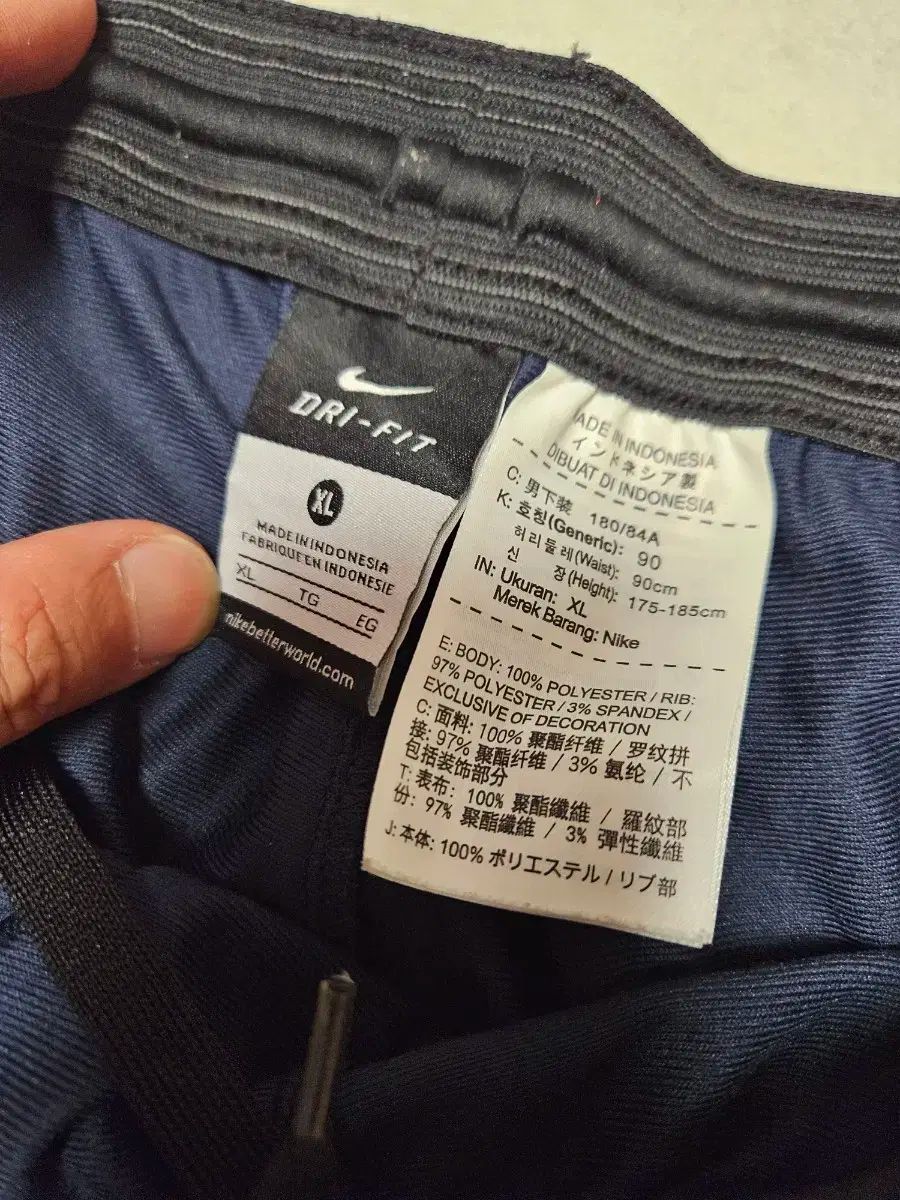 DRI-FIT
XL
MADE IN INDONESIA
FABRIQUE EN INDONESIE
XL
TG
EG
nikebetterworld.com
MADE IN INDONESIA
インドネシア製
DIBUAT DI INDONESIA
C: 男下装 180/84A
K: 호칭(Generic): 90
허리둘레(Waist): 90cm
신 장(Height): 175-185cm
IN: Ukuran: XL
Merek Barang: Nike
E: BODY: 100% POLYESTER / RIB:
97% POLYESTER / 3% SPANDEX /
EXCLUSIVE OF DECORATION
C: 面料: 100% 聚酯纤维 / 罗纹拼
接: 97% 聚酯纤维 / 3% 氨纶 / 不
包括装饰部分
T: 表布: 100% 聚酯纖維 / 羅紋部
份: 97% 聚酯纖維 / 3% 彈性纖維
J: 本体: 100% ポリエステル / リブ部